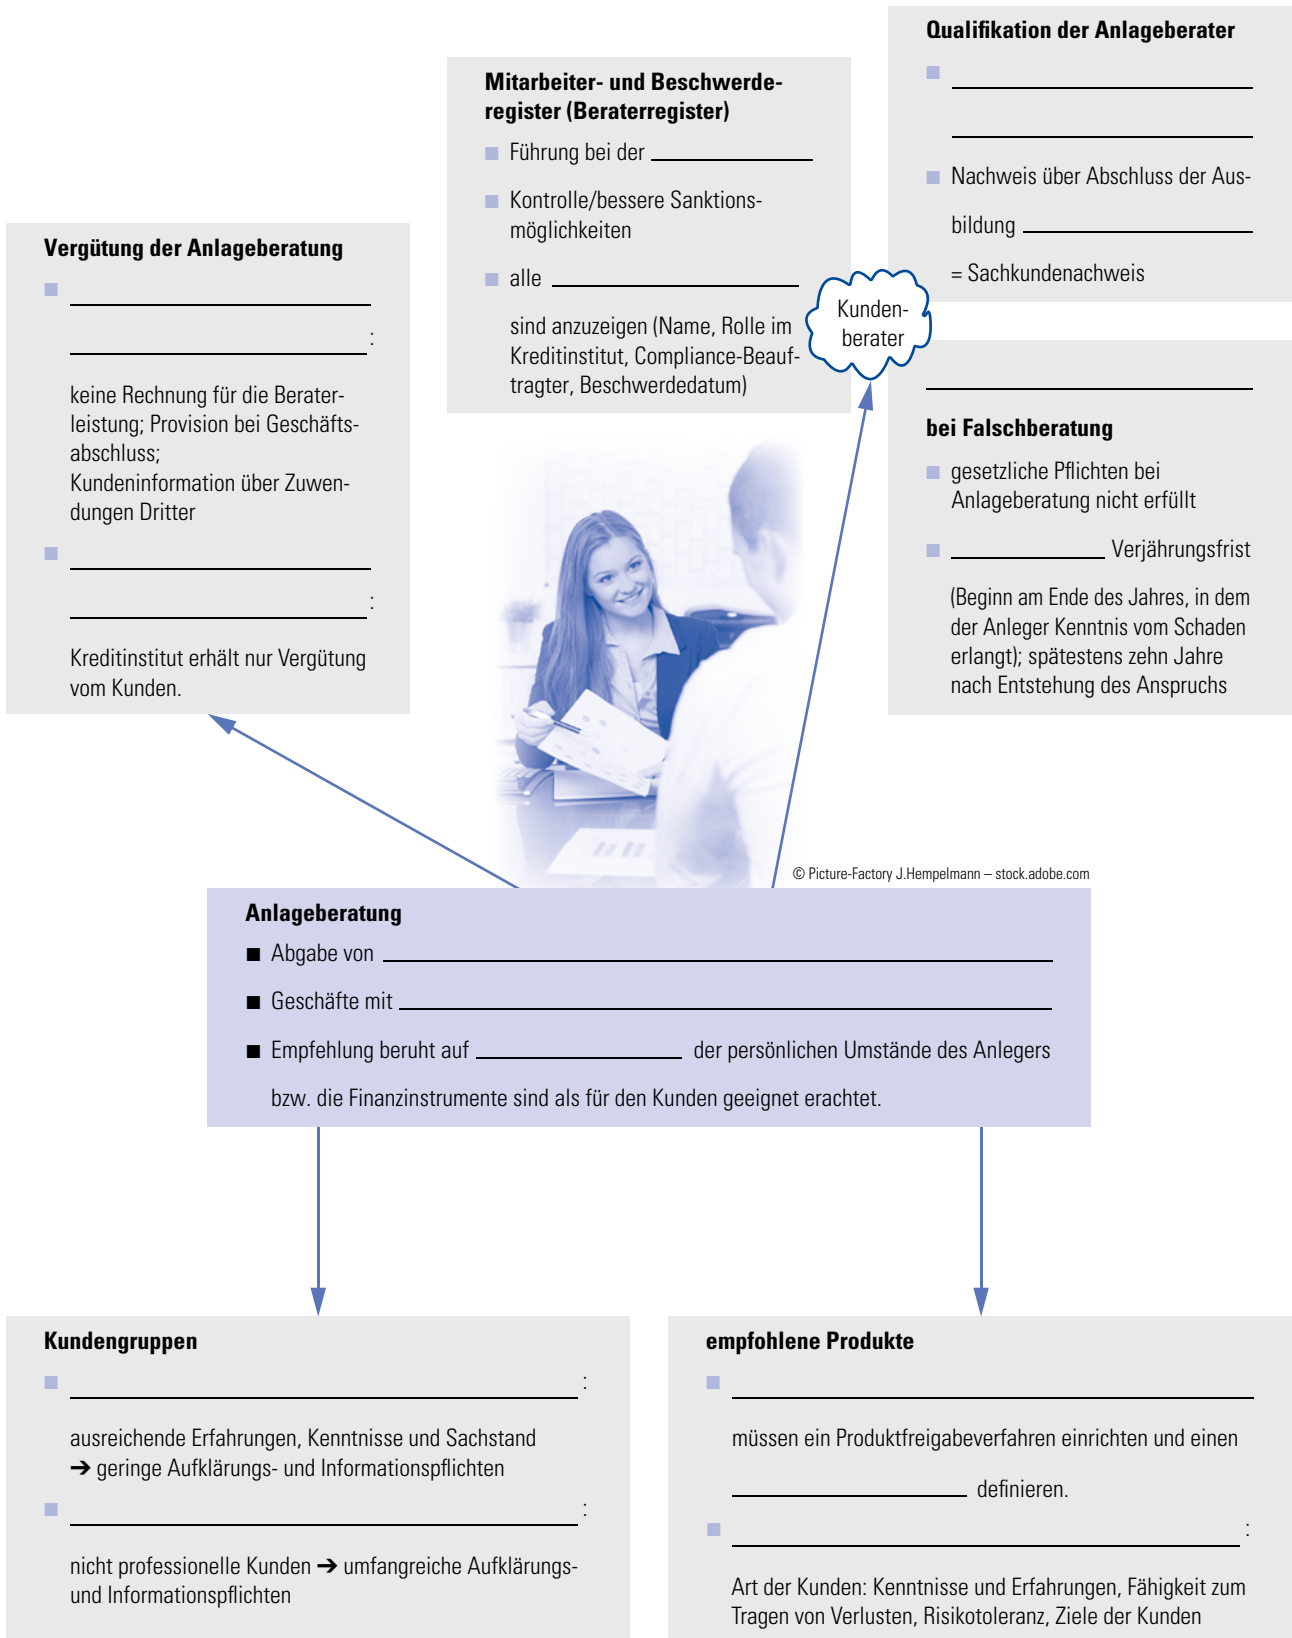 Qualifikation der Anlageberater
Nachweis über Abschluss der Aus-
bildung
= Sachkundenachweis
Mitarbeiter- und Beschwerde-
register (Beraterregister)
Führung bei der
Kontrolle/bessere Sanktions-
möglichkeiten
alle
sind anzuzeigen (Name, Rolle im
Kreditinstitut, Compliance-Beauf-
tragter, Beschwerdedatum)
Kunden-
berater
Vergütung der Anlageberatung
:
keine Rechnung für die Berater-
leistung; Provision bei Geschäfts-
abschluss;
Kundeninformation über Zuwen-
dungen Dritter
:
Kreditinstitut erhält nur Vergütung
vom Kunden.
bei Falschberatung
gesetzliche Pflichten bei
Anlageberatung nicht erfüllt
Verjährungsfrist
(Beginn am Ende des Jahres, in dem
der Anleger Kenntnis vom Schaden
erlangt); spätestens zehn Jahre
nach Entstehung des Anspruchs
© Picture-Factory J.Hempelmann – stock.adobe.com
Anlageberatung
Abgabe von
Geschäfte mit
Empfehlung beruht auf der persönlichen Umstände des Anlegers
bzw. die Finanzinstrumente sind als für den Kunden geeignet erachtet.
Kundengruppen
:
ausreichende Erfahrungen, Kenntnisse und Sachstand
➔ geringe Aufklärungs- und Informationspflichten
:
nicht professionelle Kunden ➔ umfangreiche Aufklärungs-
und Informationspflichten
empfohlene Produkte
müssen ein Produktfreigabeverfahren einrichten und einen
definieren.
:
Art der Kunden: Kenntnisse und Erfahrungen, Fähigkeit zum
Tragen von Verlusten, Risikotoleranz, Ziele der Kunden